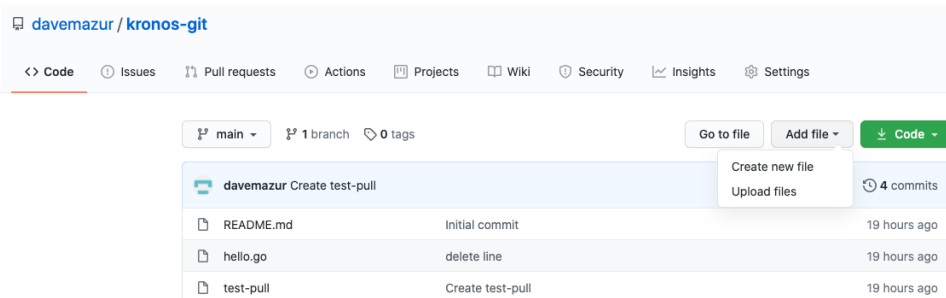 davemazur / kronos-git
<> Code Issues Pull requests Actions Projects Wiki Security Insights Settings
main 1 branch 0 tags Go to file Add file Code
Create new file
Upload files
davemazur Create test-pull 4 commits
README.md Initial commit 19 hours ago
hello.go delete line 19 hours ago
test-pull Create test-pull 19 hours ago